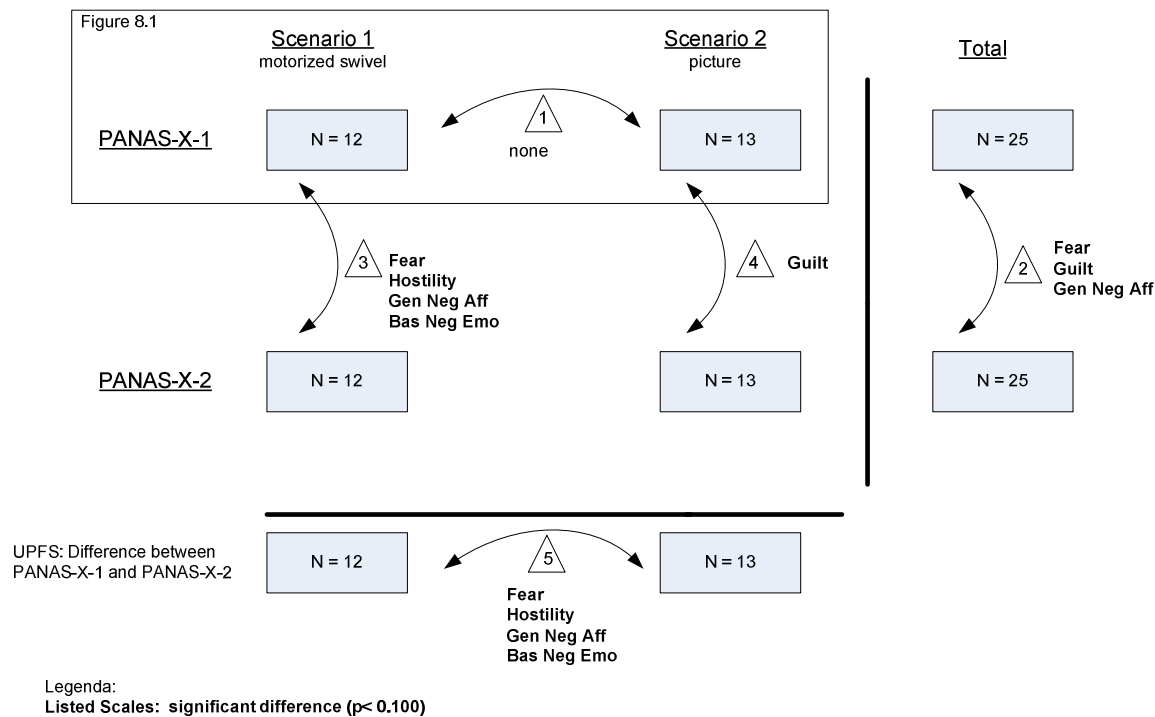 Figure 8.1
Scenario 1
motorized swivel
Scenario 2
picture
Total
PANAS-X-1
N = 12
1
none
N = 13
N = 25
3
Fear
Hostility
Gen Neg Aff
Bas Neg Emo
4
Guilt
2
Fear
Guilt
Gen Neg Aff
PANAS-X-2
N = 12
N = 13
N = 25
UPFS: Difference between
PANAS-X-1 and PANAS-X-2
N = 12
5
Fear
Hostility
Gen Neg Aff
Bas Neg Emo
N = 13
Legenda:
Listed Scales: significant difference (p< 0.100)